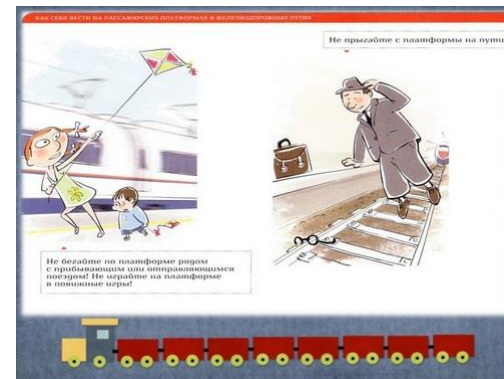 КАК СЕБЯ ВЕСТИ НА ПАССАЖИРСКИХ ПЛАТФОРМАХ И ЖЕЛЕЗНОДОРОЖНЫХ ПУТЯХ
Не прыгайте с платформы на пути
Не бегайте по платформе рядом
с прибывающим или отправляющимся
поездом! Не играйте на платформе
в подвижные игры!